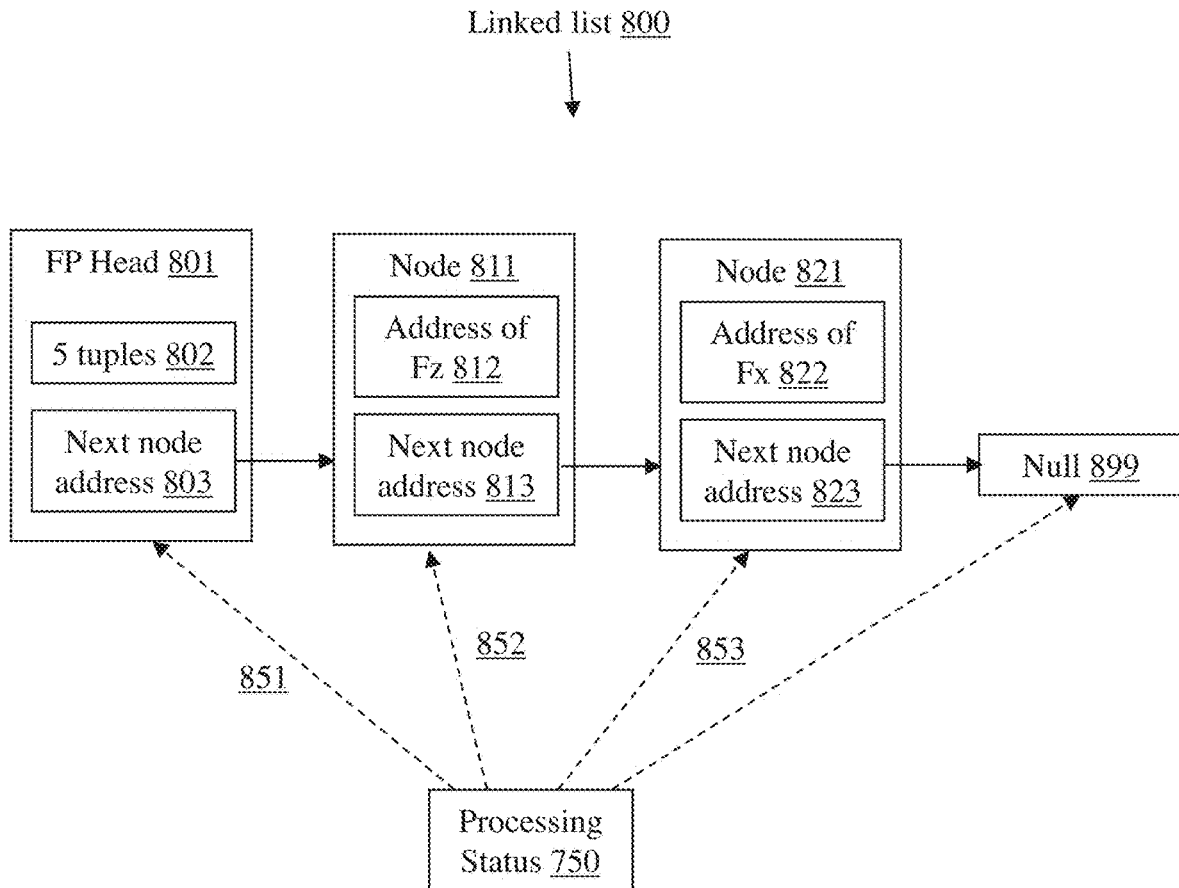 Linked list 800
FP Head 801
5 tuples 802
Next node
address 803
Node 811
Address of
Fz 812
Next node
address 813
Node 821
Address of
Fx 822
Next node
address 823
Null 899
851
852
853
Processing
Status 750